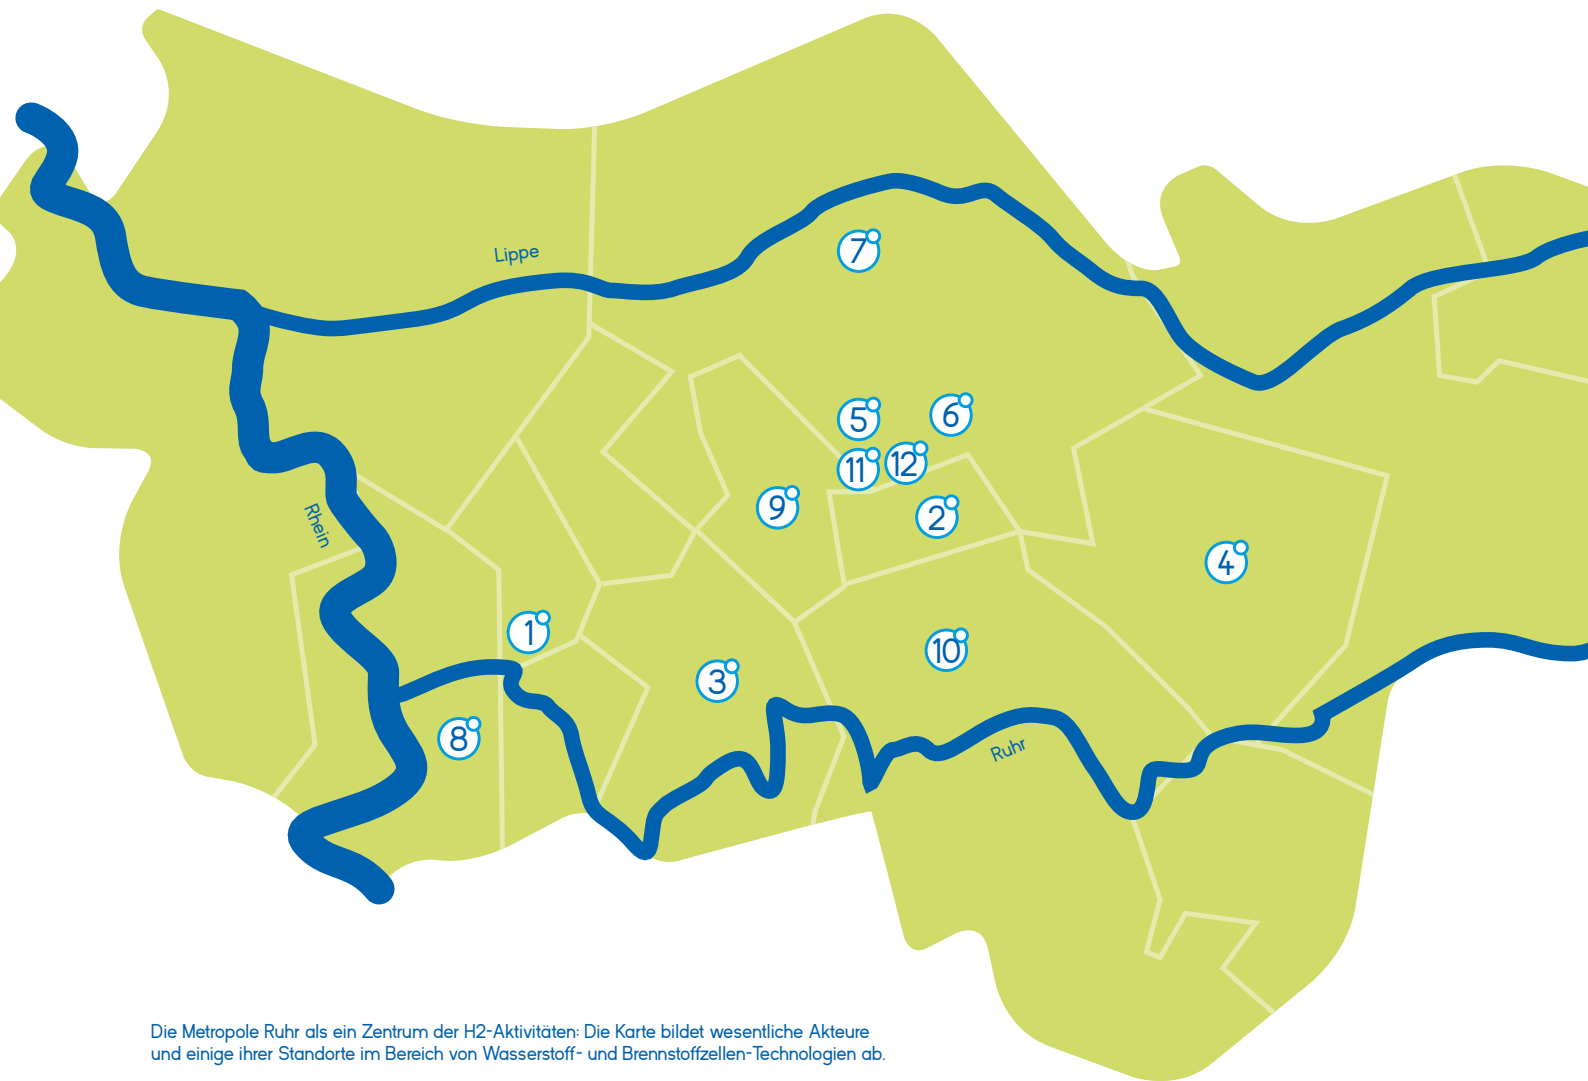 Lippe
7
5
6
11
12
9
2
Rhein
4
1
10
3
8
Ruhr
Die Metropole Ruhr als ein Zentrum der H2-Aktivitäten: Die Karte bildet wesentliche Akteure
und einige ihrer Standorte im Bereich von Wasserstoff- und Brennstoffzellen-Technologien ab.